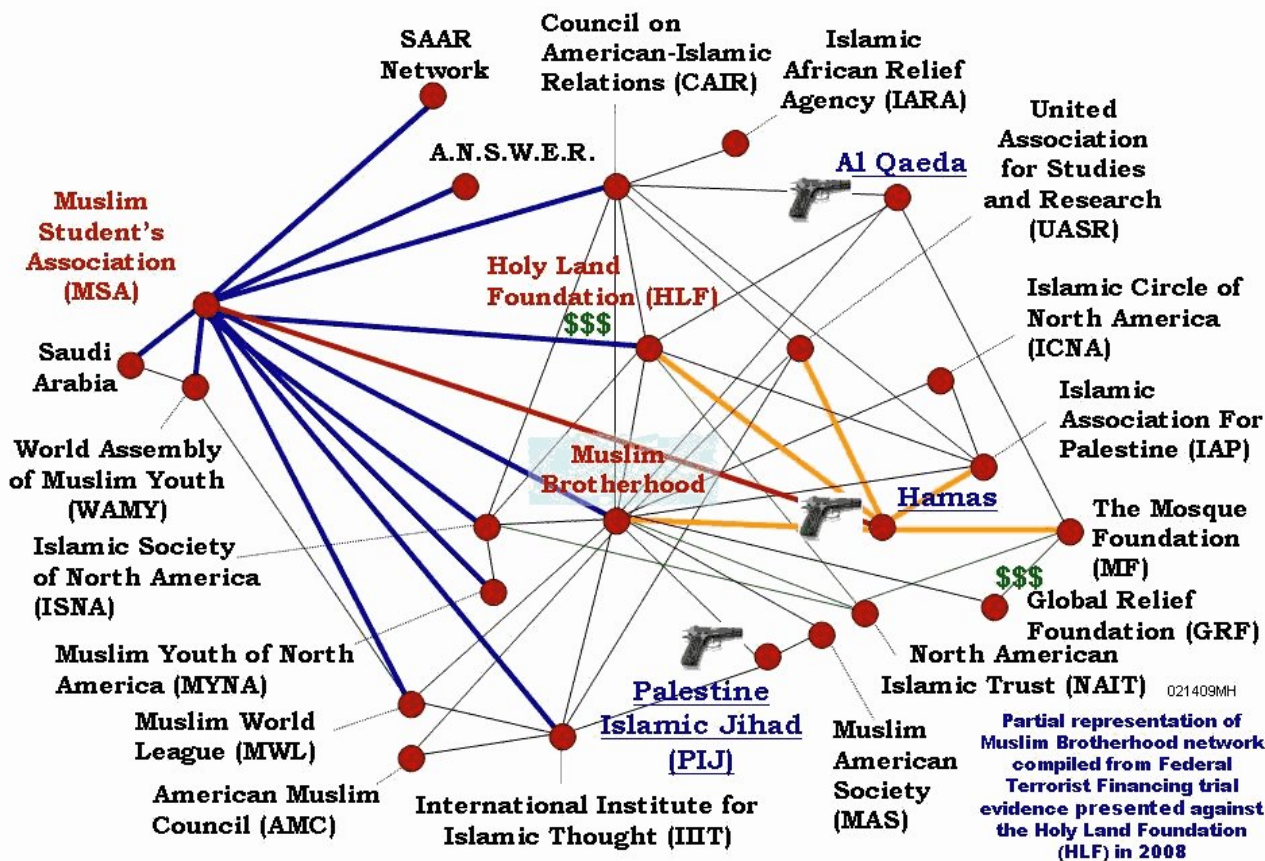 SAAR
Network
Council on
American-Islamic
Relations (CAIR)
Islamic
African Relief
Agency (IARA)
United
Association
for Studies
and Research
(UASR)
A.N.S.W.E.R.
Al Qaeda
Muslim
Student's
Association
(MSA)
Holy Land
Foundation (HLF)
$$$
Islamic Circle of
North America
(ICNA)
Saudi
Arabia
Islamic
Association For
Palestine (IAP)
World Assembly
of Muslim Youth
(WAMY)
Muslim
Brotherhood
Hamas
The Mosque
Foundation
(MF)
Islamic Society
of North America
(ISNA)
$$$
Global Relief
Foundation (GRF)
Muslim Youth of North
America (MYNA)
North American
Islamic Trust (NAIT)
021409MH
Muslim World
League (MWL)
Palestine
Islamic Jihad
(PIJ)
Muslim
American
Society
(MAS)
American Muslim
Council (AMC)
International Institute for
Islamic Thought (IIIT)
Partial representation of
Muslim Brotherhood network
compiled from Federal
Terrorist Financing trial
evidence presented against
the Holy Land Foundation
(HLF) in 2008